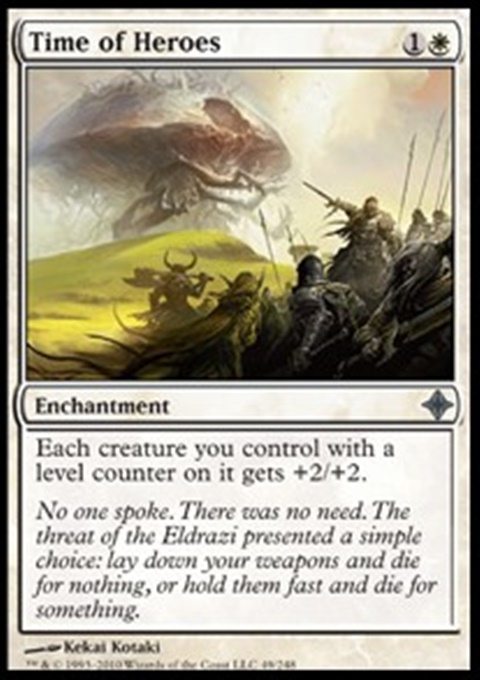 Time of Heroes 1
Enchantment
Each creature you control with a
level counter on it gets +2/+2.
No one spoke. There was no need. The
threat of the Eldrazi presented a simple
choice: lay down your weapons and die
for nothing, or hold them fast and die for
something.
Kekai Kotaki
™ & © 1993–2010 Wizards of the Coast LLC 49/248